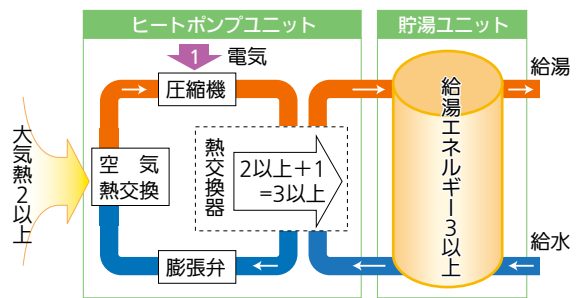 ヒートポンプユニット
貯湯ユニット
1
電気
圧縮機
給湯
大気熱2以上
空　気
熱交換
熱交換器
2以上＋1
＝3以上
給湯エネルギー3以上
膨張弁
給水